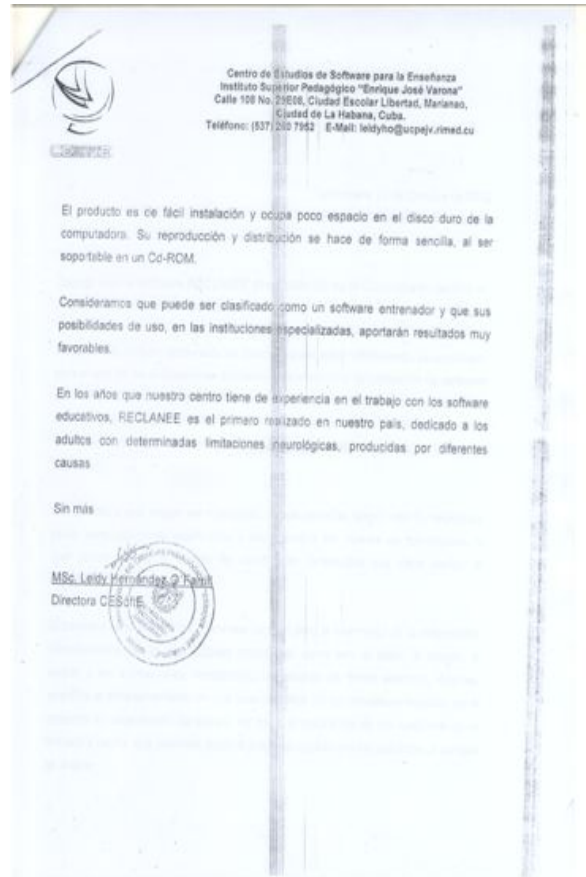 Centro de Estudios de Software para la Enseñanza
Instituto Superior Pedagógico "Enrique José Varona"
Calle 108 No. 29E08, Ciudad Escolar Libertad, Marianao,
Ciudad de La Habana, Cuba.
Teléfono: (537) 260 7952 E-Mail: leidyho@ucpejv.rimed.cu
El producto es de fácil instalación y ocupa poco espacio en el disco duro de la
computadora. Su reproducción y distribución se hace de forma sencilla, al ser
soportable en un Cd-ROM.
Consideramos que puede ser clasificado como un software entrenador y que sus
posibilidades de uso, en las instituciones especializadas, aportarán resultados muy
favorables.
En los años que nuestro centro tiene de experiencia en el trabajo con los software
educativos, RECLANEE es el primero realizado en nuestro país, dedicado a los
adultos con determinadas limitaciones neurológicas, producidas por diferentes
causas
Sin más
MSc. Leidy Hernández
Directora CESofTE